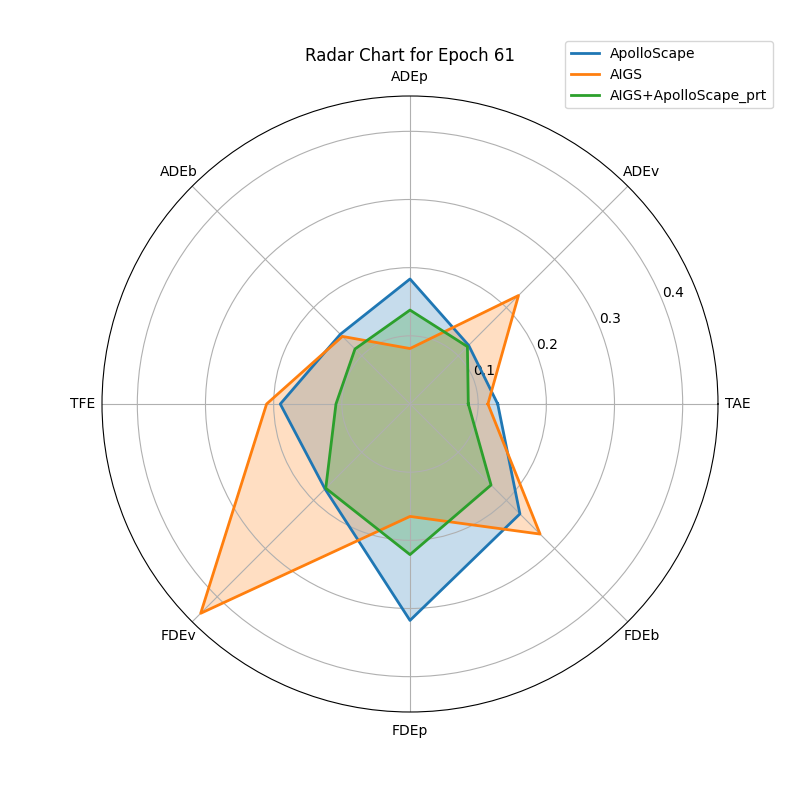 Radar Chart for Epoch 61
ApolloScape
AIGS
AIGS+ApolloScape_prt
ADEp
ADEb
ADEv
0.4
0.3
0.2
0.1
TFE
TAE
FDEv
FDEb
FDEp